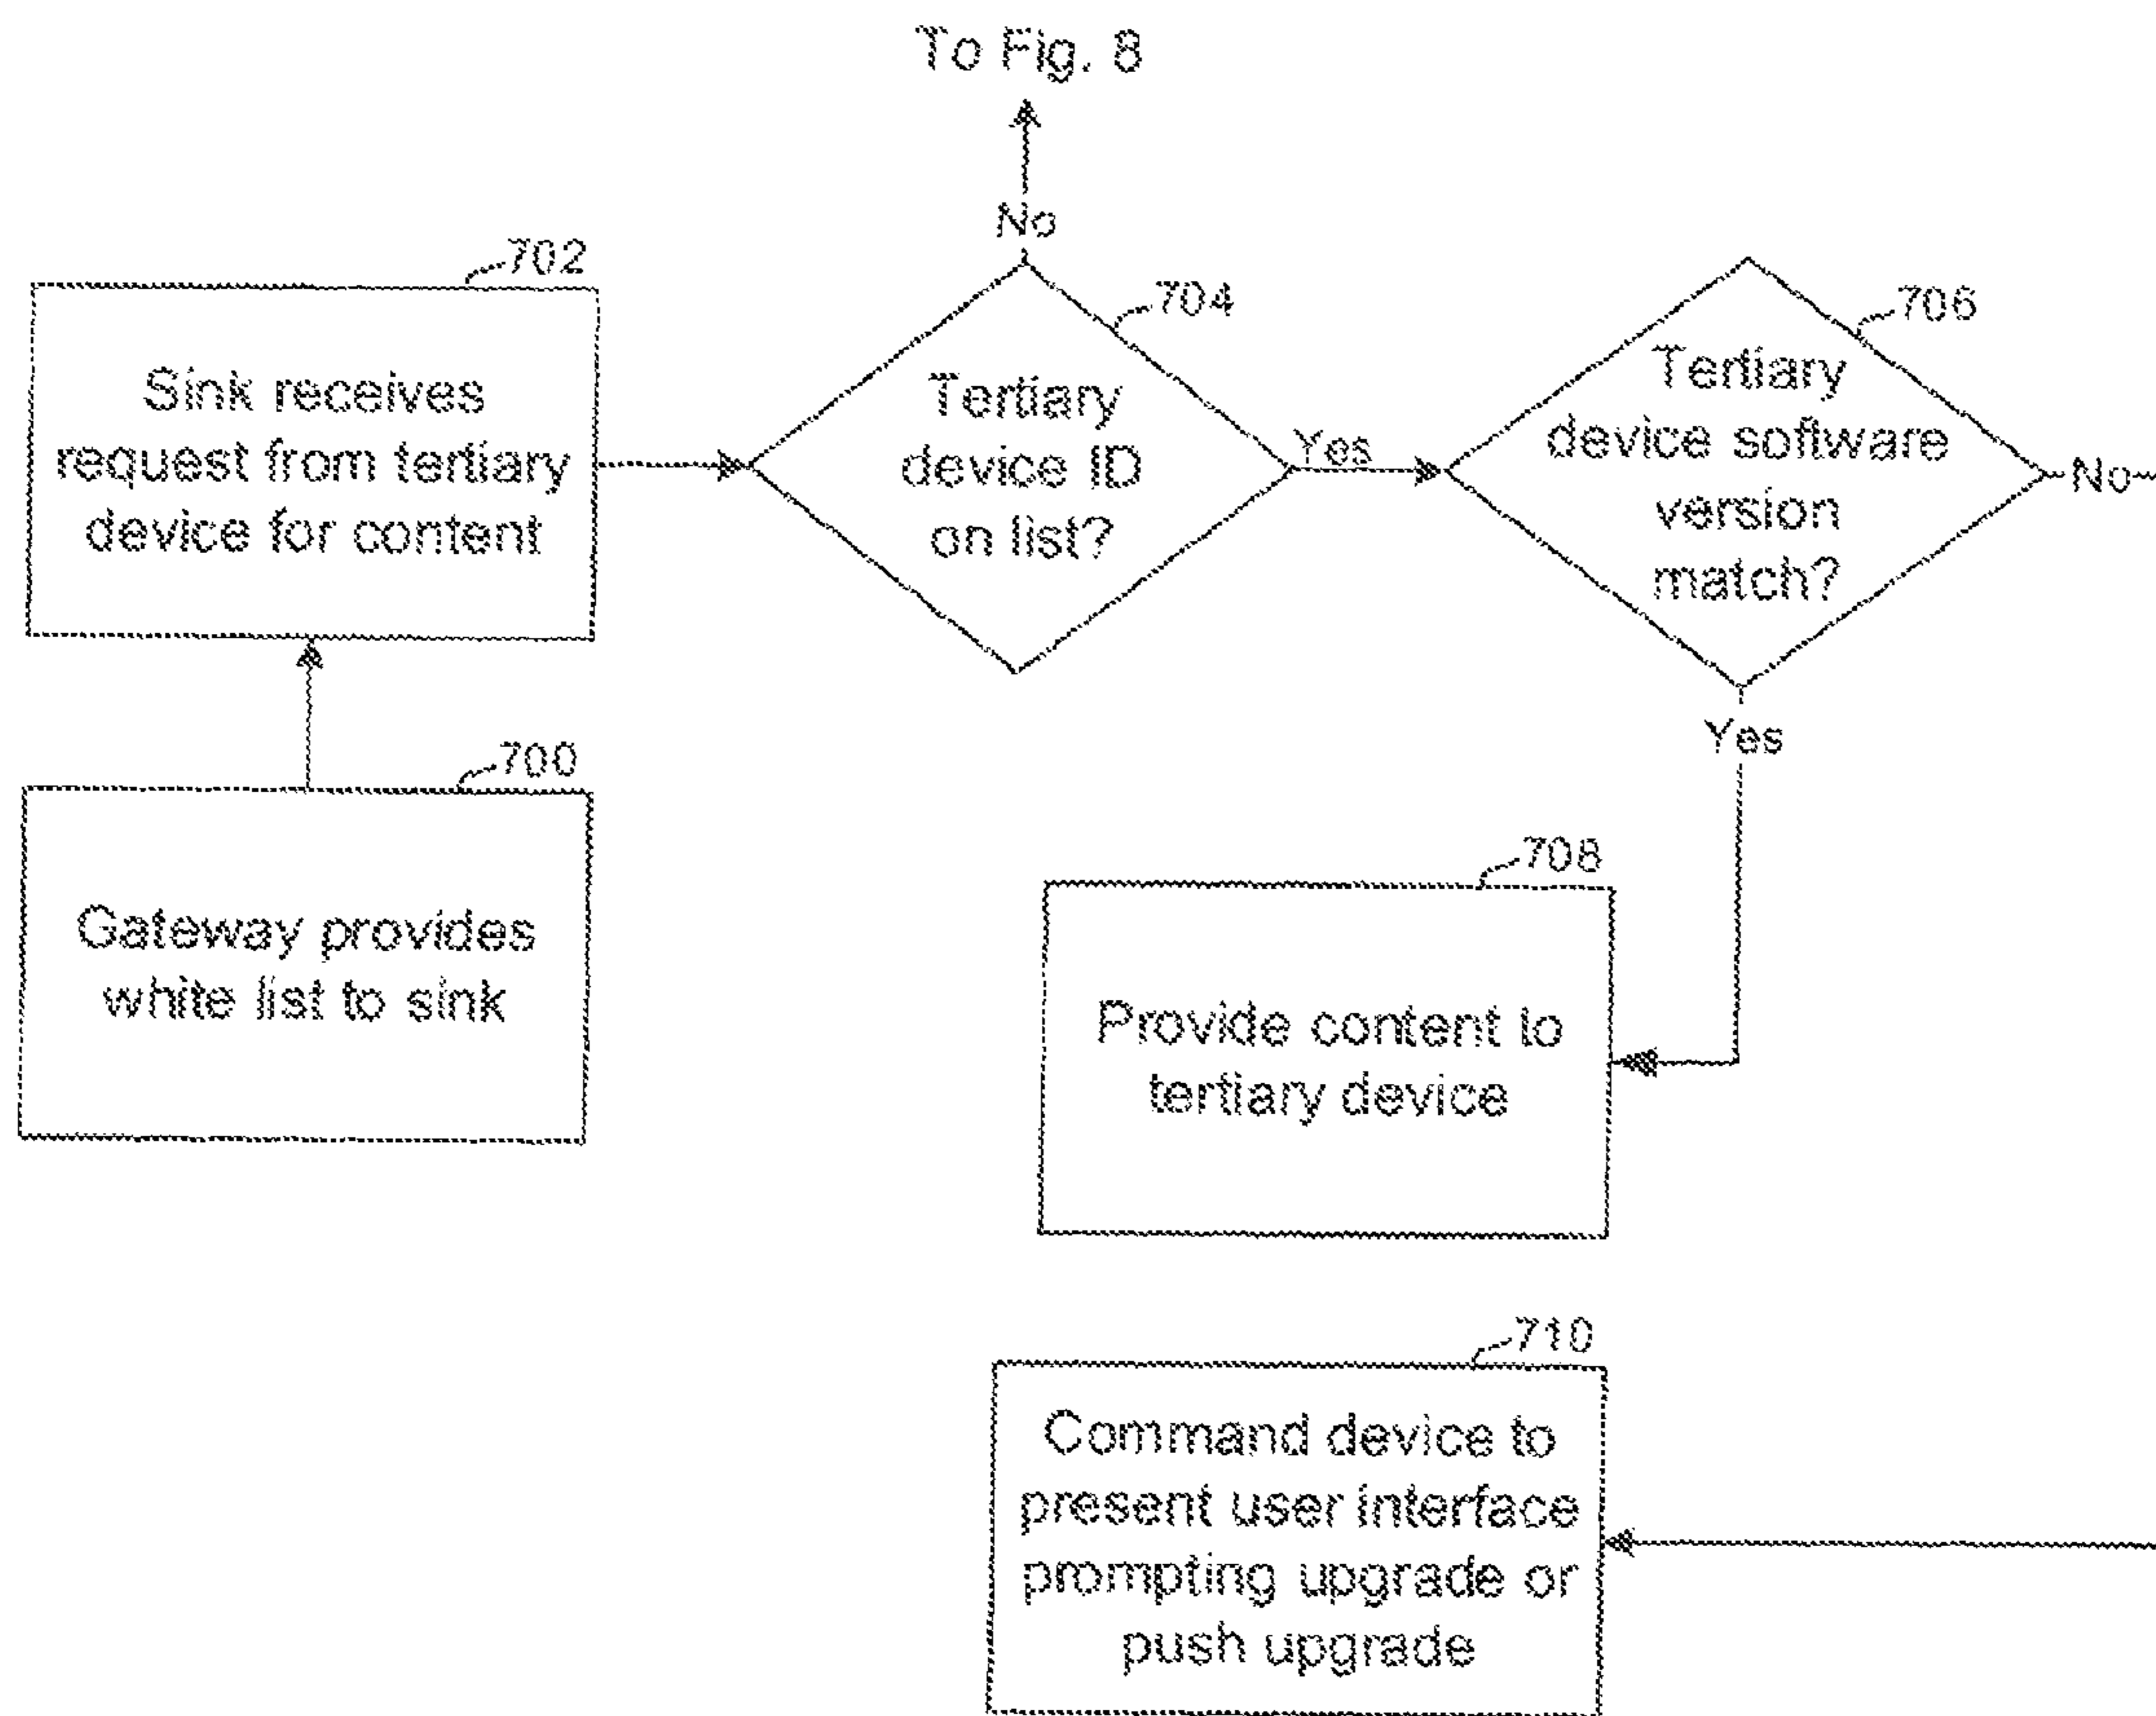 To Fig. 8
No
702
Sink receives
request from tertiary
device for content
704
Tertiary
device ID
on list?
Yes
706
Tertiary
device software
version
match?
No
Yes
700
Gateway provides
white list to sink
708
Provide content to
tertiary device
710
Command device to
present user interface
prompting upgrade or
push upgrade